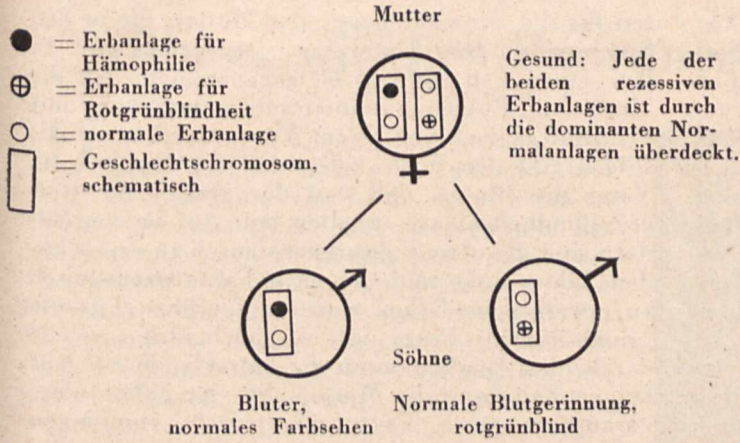 Mutter
= Erbanlage für
Hämophilie
= Erbanlage für
Rotgrünblindheit
= normale Erbanlage
= Geschlechtschromosom,
schematisch
Gesund: Jede der
beiden rezessiven
Erbanlagen ist durch
die dominanten Nor-
malanlagen überdeckt.
Söhne
Bluter,
normales Farbsehen
Normale Blutgerinnung,
rotgrünblind